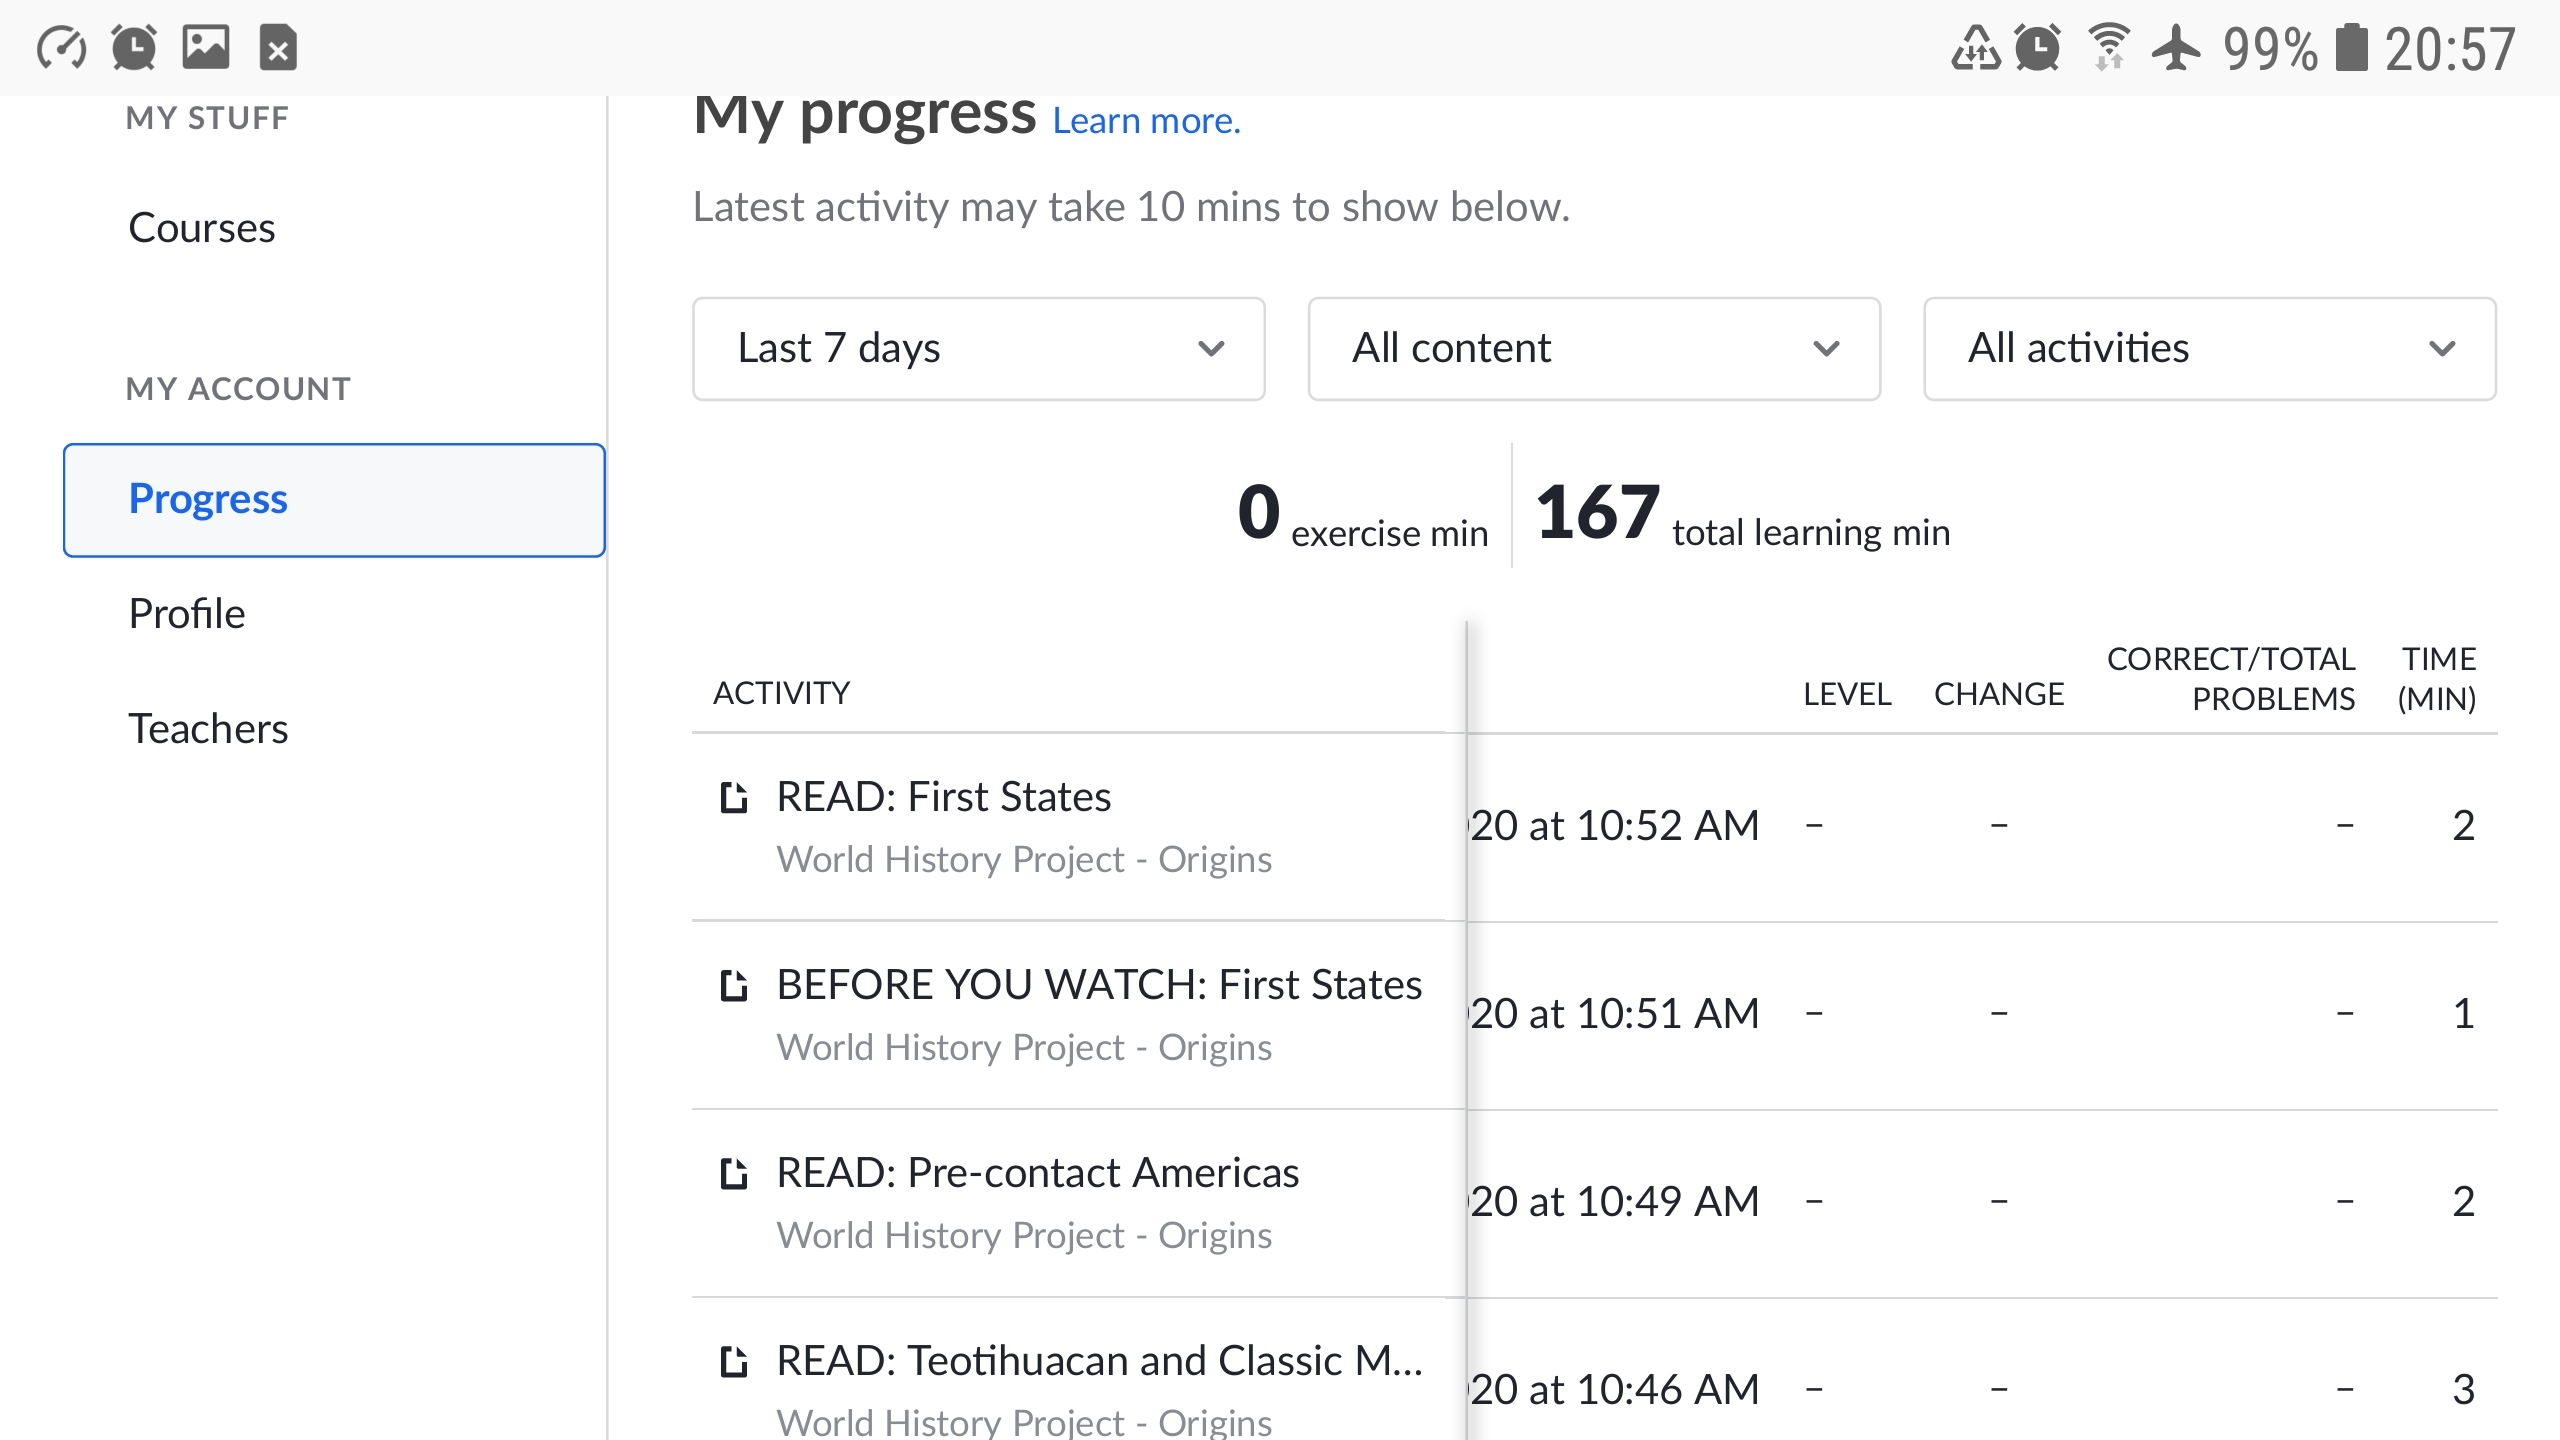 99% 20:57
MY STUFF
Courses
MY ACCOUNT
Progress
Profile
Teachers
My progress Learn more.
Latest activity may take 10 mins to show below.
Last 7 days
All content
All activities
0 exercise min
167 total learning min
ACTIVITY LEVEL CHANGE CORRECT/TOTAL PROBLEMS TIME (MIN)
READ: First States
World History Project - Origins
20 at 10:52 AM – – – 2
BEFORE YOU WATCH: First States
World History Project - Origins
20 at 10:51 AM – – – 1
READ: Pre-contact Americas
World History Project - Origins
20 at 10:49 AM – – – 2
READ: Teotihuacan and Classic M...
World History Project - Origins
20 at 10:46 AM – – – 3